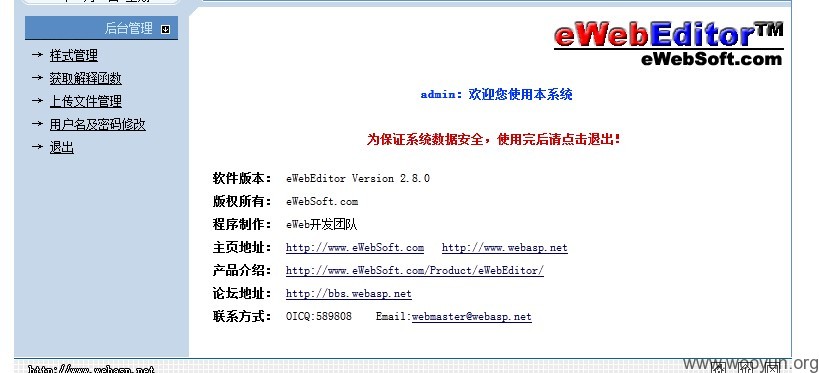 后台管理
→ 样式管理
→ 获取解释函数
→ 上传文件管理
→ 用户名及密码修改
→ 退出
eWebEditor™
eWebSoft.com
admin：欢迎您使用本系统
为保证系统数据安全，使用完后请点击退出！
软件版本： eWebEditor Version 2.8.0
版权所有： eWebSoft.com
程序制作： eWeb开发团队
主页地址： http://www.eWebSoft.com http://www.webasp.net
产品介绍： http://www.eWebSoft.com/Product/eWebEditor/
论坛地址： http://bbs.webasp.net
联系方式： OICQ:589808 Email:webmaster@webasp.net
http://www.webasp.net
www.wooyun.org